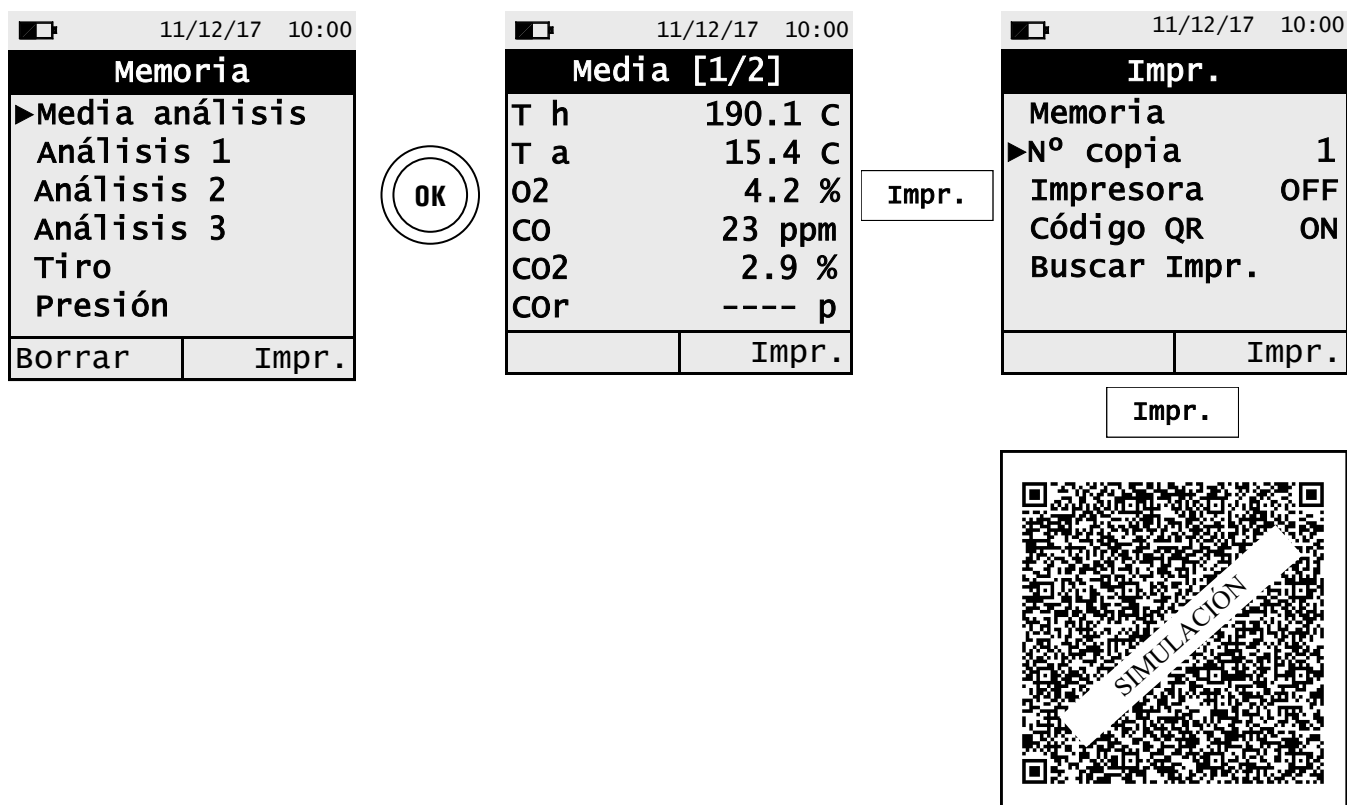 11/12/17 10:00
Memoria
►Media análisis
Análisis 1
Análisis 2
Análisis 3
Tiro
Presión
Borrar Impr.
OK
11/12/17 10:00
Media [1/2]
T h 190.1 C
T a 15.4 C
O2 4.2 %
CO 23 ppm
CO2 2.9 %
COr ---- p
Impr.
Impr.
11/12/17 10:00
Impr.
Memoria
►Nº copia 1
Impresora OFF
Código QR ON
Buscar Impr.
Impr.
Impr.
SIMULACIÓN